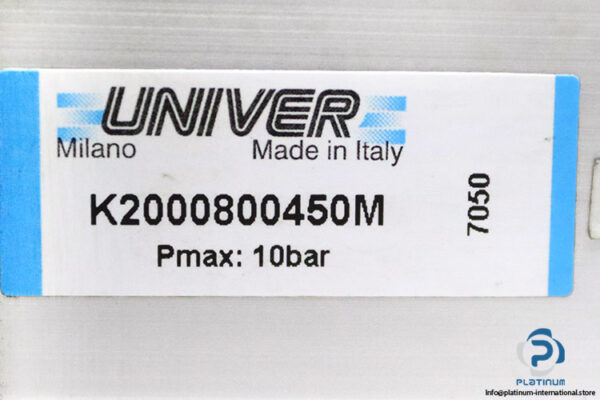 UNIVER
Milano Made in Italy
K2000800450M
Pmax: 10bar
7050
PLATINUM
Info@platinum-international.store